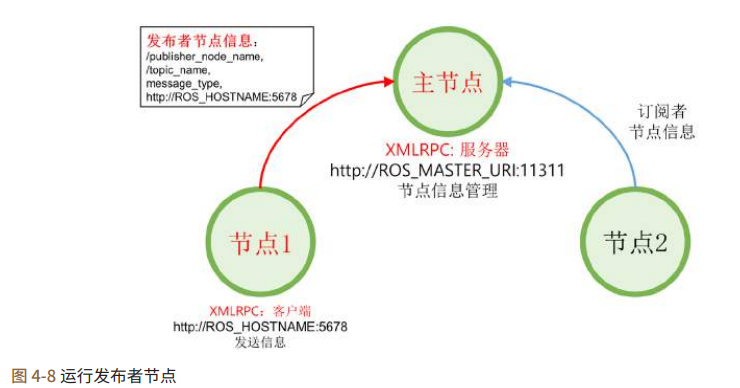 发布者节点信息：
/publisher_node_name,
/topic_name,
message_type,
http://ROS_HOSTNAME:5678
主节点
XMLRPC: 服务器
http://ROS_MASTER_URI:11311
节点信息管理
订阅者
节点信息
节点1
XMLRPC：客户端
http://ROS_HOSTNAME:5678
发送信息
节点2
图 4-8 运行发布者节点